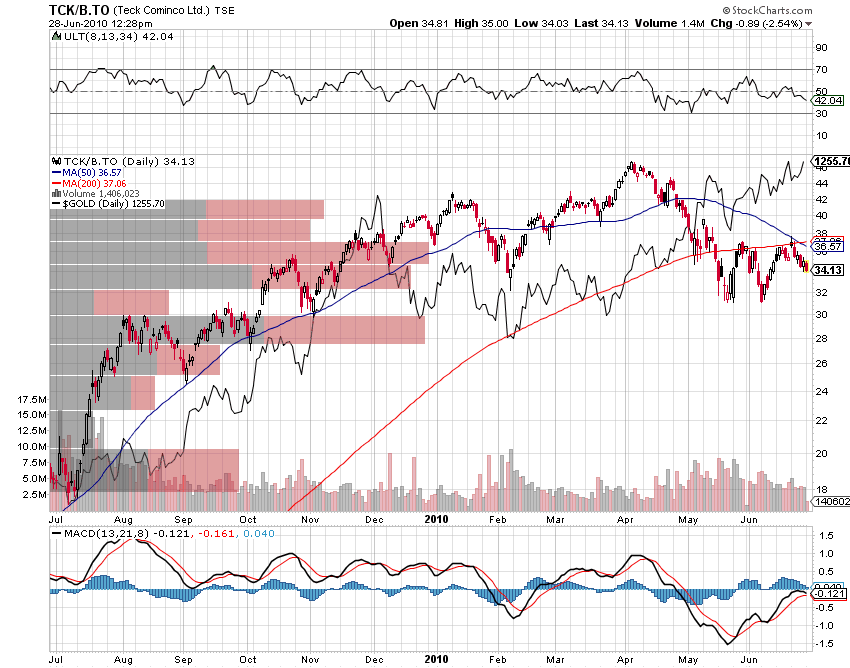 TCK/B.TO (Teck Cominco Ltd.) TSE
© StockCharts.com
28-Jun-2010 12:28pm
Open 34.81 High 35.00 Low 34.03 Last 34.13 Volume 1.4M Chg -0.89 (-2.54%)
ULT(8,13,34) 42.04
90
70
50
42.04
30
10
TCK/B.TO (Daily) 34.13
MA(50) 36.57
MA(200) 37.06
Volume 1,406,023
$GOLD (Daily) 1255.70
1255.70
44
42
40
38
36.57
34.13
32
30
28
26
24
22
20
18
140602
17.5M
15.0M
12.5M
10.0M
7.5M
5.0M
2.5M
Jul Aug Sep Oct Nov Dec 2010 Feb Mar Apr May Jun
MACD(13,21,8) -0.121, -0.161, 0.040
1.5
1.0
0.5
0.040
-0.121
-0.5
-1.0
-1.5
Jul Aug Sep Oct Nov Dec 2010 Feb Mar Apr May Jun